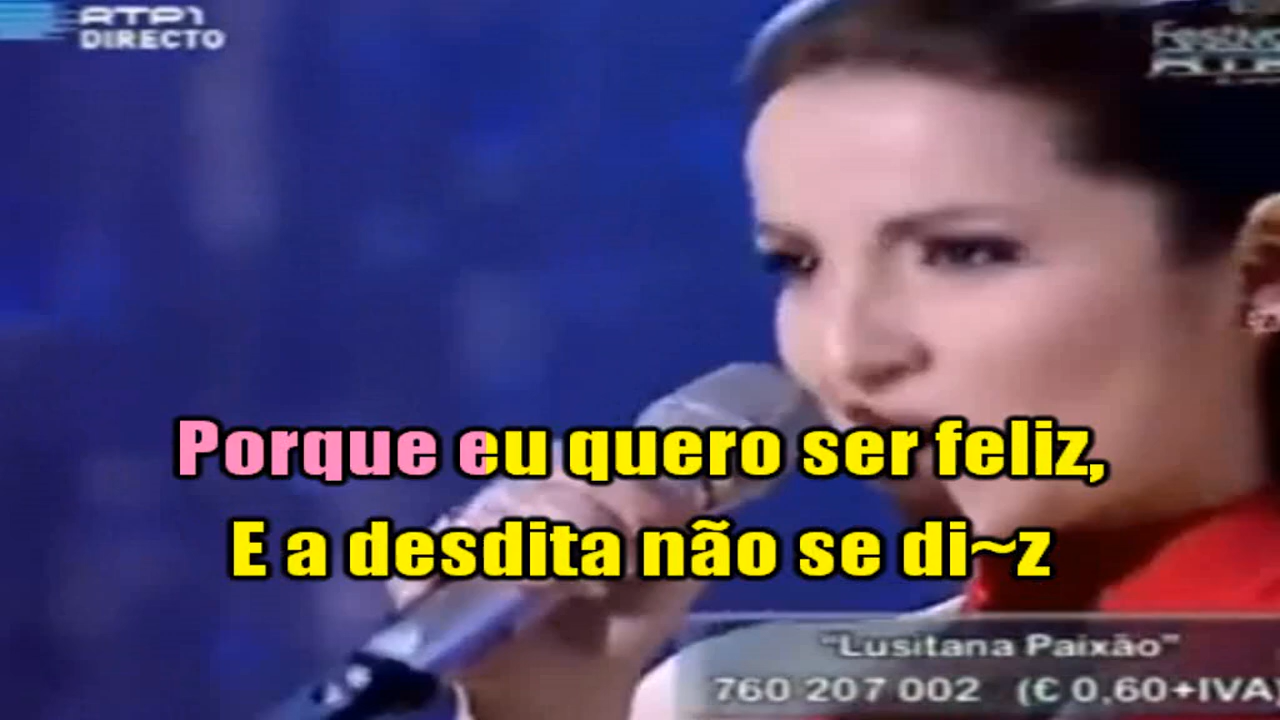 RTP1
DIRECTO
Porque eu quero ser feliz,
E a desdita não se di~z
"Lusitana Paixão"
760 207 002 (€ 0,60+IVA)